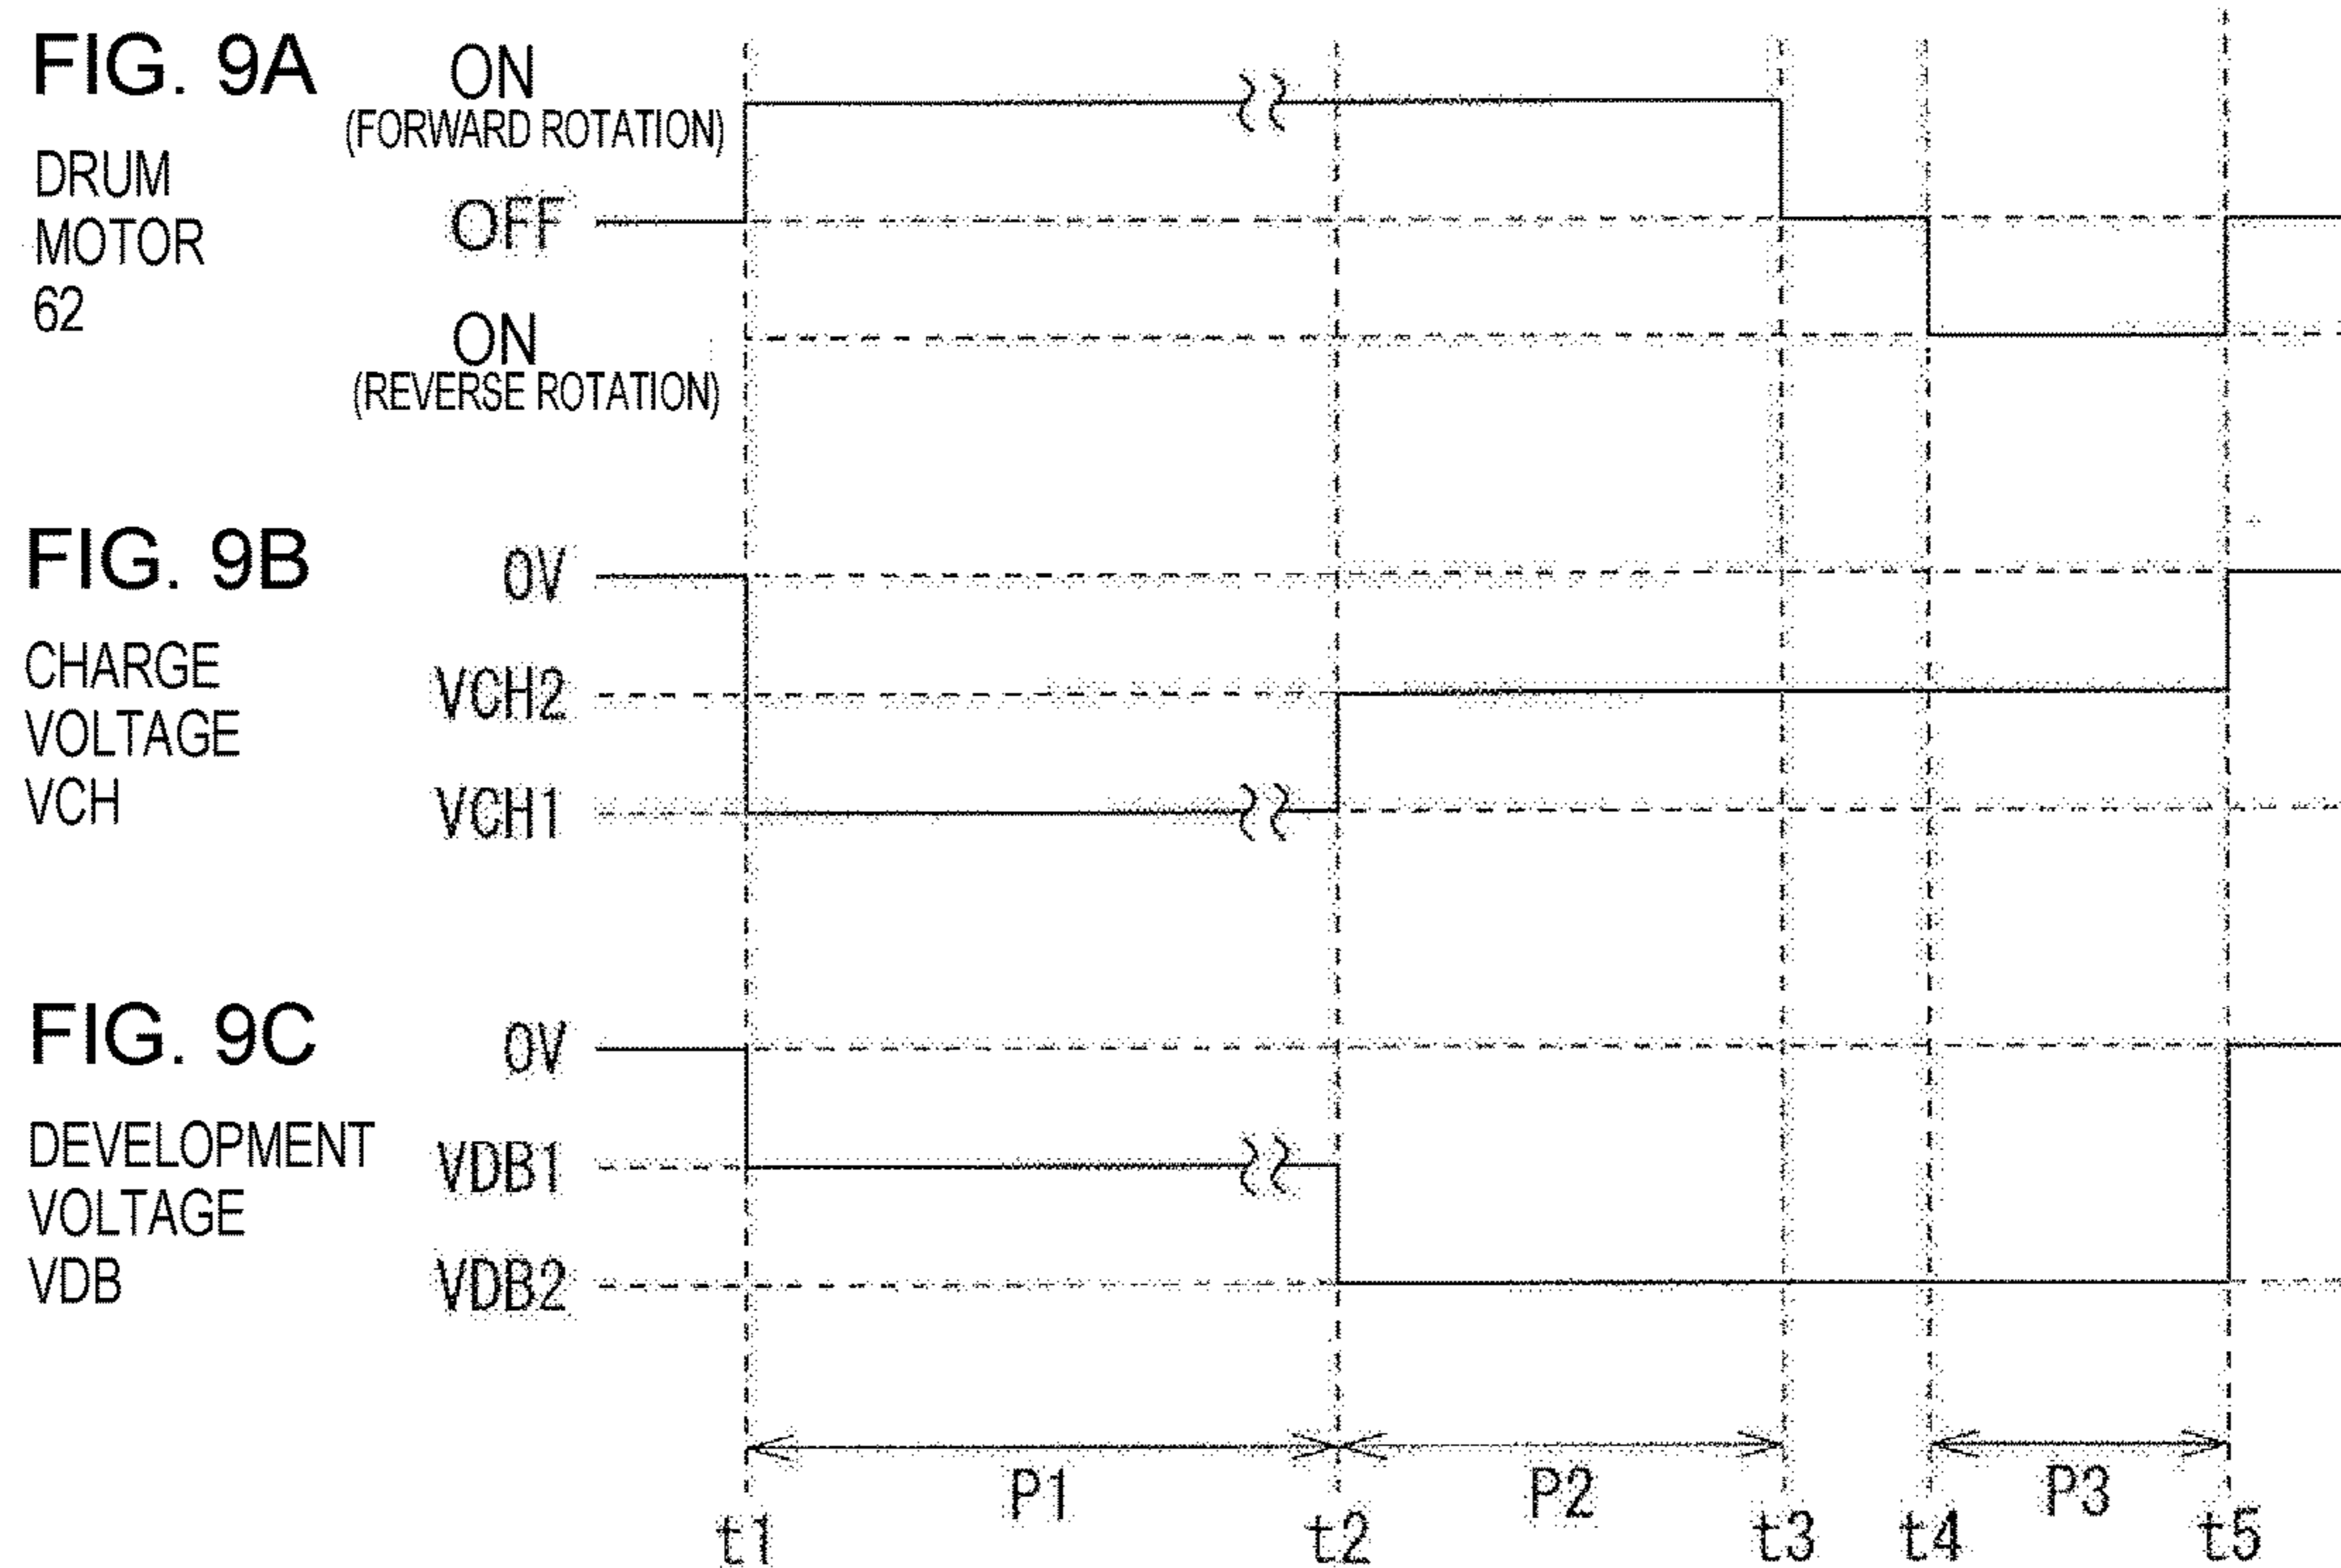 FIG. 9A
DRUM
MOTOR
62
ON
(FORWARD ROTATION)
OFF
ON
(REVERSE ROTATION)
FIG. 9B
CHARGE
VOLTAGE
VCH
0V
VCH2
VCH1
FIG. 9C
DEVELOPMENT
VOLTAGE
VDB
0V
VDB1
VDB2
P1 P2 P3
t1 t2 t3 t4 t5